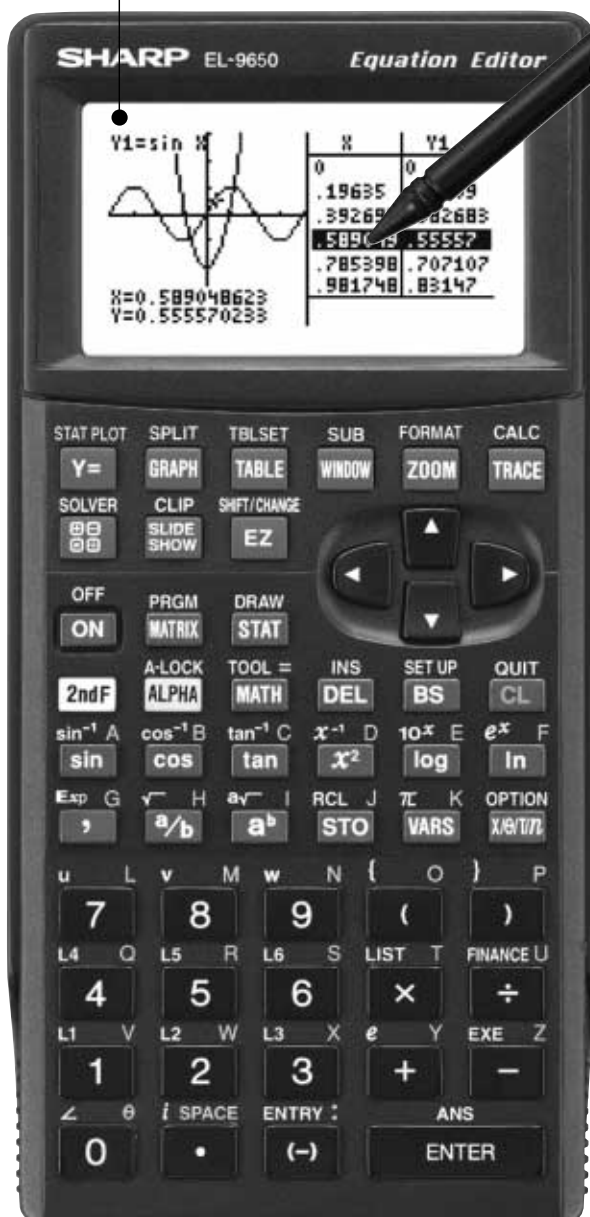 SHARP EL-9650 Equation Editor
Y1=sin X
X Y1
0 0
.19635
.785398 .707107
.981748 .83147
.55557
X=0.589048623
Y=0.555570233
STAT PLOT SPLIT TBLSET SUB FORMAT CALC
Y= GRAPH TABLE WINDOW ZOOM TRACE
SOLVER CLIP SHIFT/CHANGE
SLIDE SHOW EZ
OFF PRGM DRAW
ON MATRIX STAT
A-LOCK TOOL = INS SET UP QUIT
2ndF ALPHA MATH DEL BS CL
sin⁻¹ A cos⁻¹ B tan⁻¹ C x⁻¹ D 10ˣ E eˣ F
sin cos tan x² log ln
Exp G √ H a√ I RCL J π K OPTION
, a/b aᵇ STO VARS X/θ/T/n
u L v M w N { O } P
7 8 9 ( )
L4 Q L5 R L6 S LIST T FINANCE U
4 5 6 × ÷
L1 V L2 W L3 X e Y EXE Z
1 2 3 + −
∠ θ i SPACE ENTRY : ANS
0 • (−) ENTER